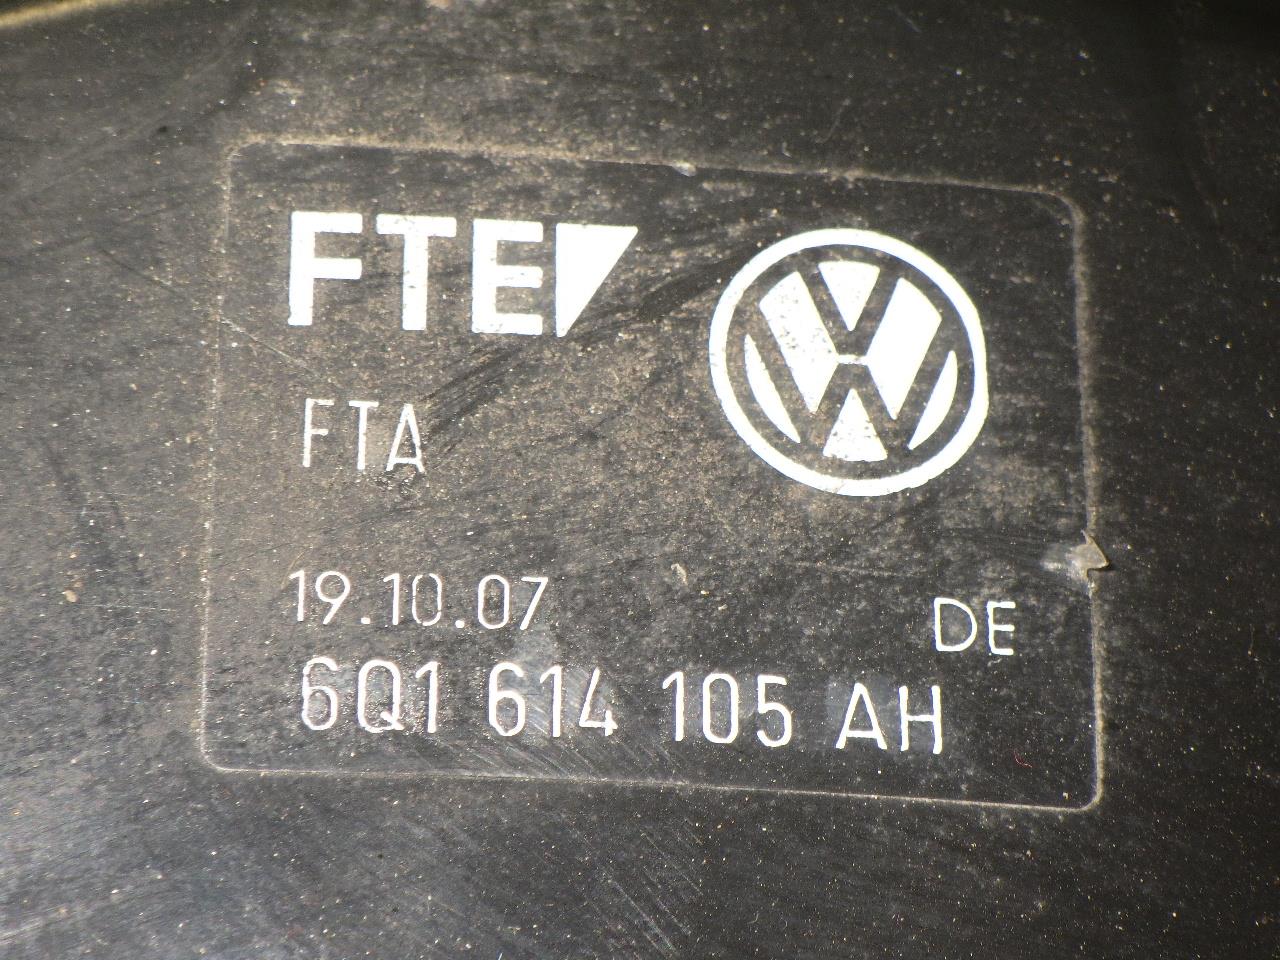 FTE
FTA
19.10.07
DE
6Q1 614 105 AH